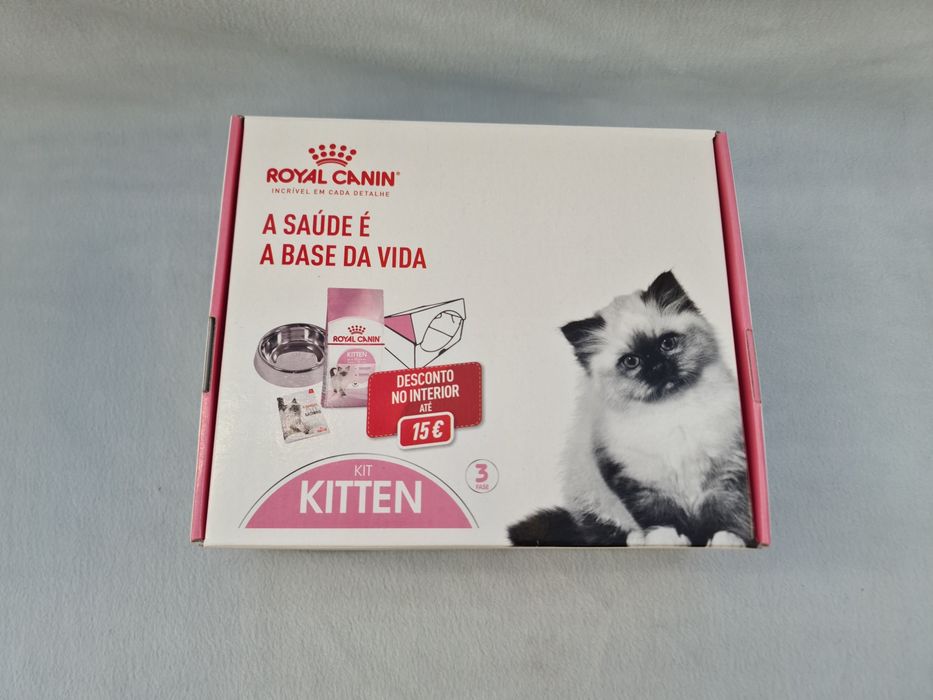 ROYAL CANIN
INCRÍVEL EM CADA DETALHE
A SAÚDE É
A BASE DA VIDA
ROYAL CANIN
KITTEN
DESCONTO
NO INTERIOR
ATÉ
15€
KIT
KITTEN
3
FASE